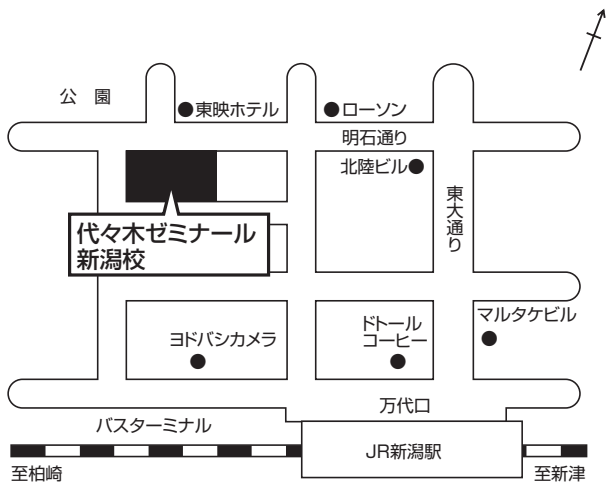 公 園
●東映ホテル
●ローソン
明石通り
北陸ビル●
東大通り
代々木ゼミナール
新潟校
ヨドバシカメラ
ドトール
コーヒー
マルタケビル
万代口
バスターミナル
JR新潟駅
至柏崎
至新津